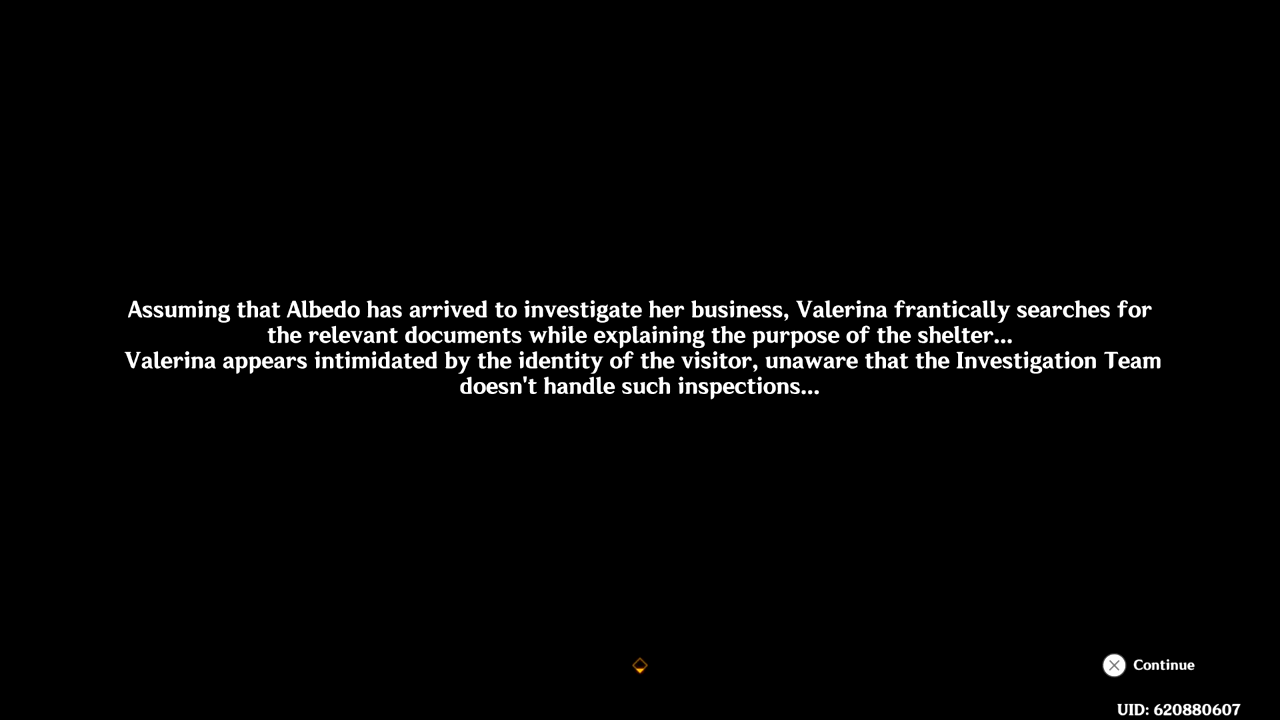 Assuming that Albedo has arrived to investigate her business, Valerina frantically searches for
the relevant documents while explaining the purpose of the shelter...
Valerina appears intimidated by the identity of the visitor, unaware that the Investigation Team
doesn't handle such inspections...
Continue
UID: 620880607